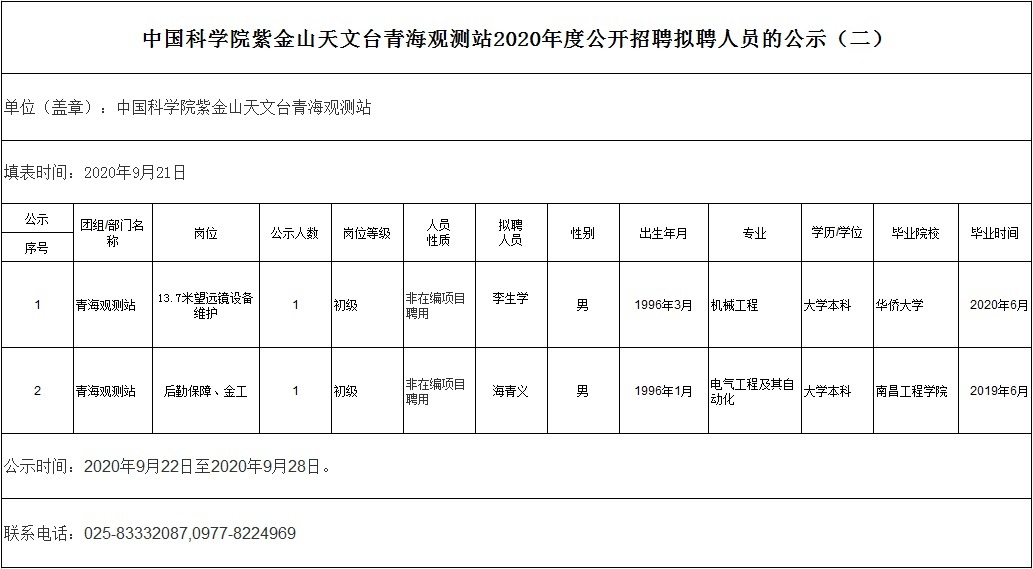 中国科学院紫金山天文台青海观测站2020年度公开招聘拟聘人员的公示（二）
单位（盖章）：中国科学院紫金山天文台青海观测站
填表时间：2020年9月21日
公示
序号
团组/部门名
称
岗位
公示人数
岗位等级
人员
性质
拟聘
人员
性别
出生年月
专业
学历/学位
毕业院校
毕业时间
1
青海观测站
13.7米望远镜设备
维护
1
初级
非在编项目
聘用
李生学
男
1996年3月
机械工程
大学本科
华侨大学
2020年6月
2
青海观测站
后勤保障、金工
1
初级
非在编项目
聘用
海青义
男
1996年1月
电气工程及其自
动化
大学本科
南昌工程学院
2019年6月
公示时间：2020年9月22日至2020年9月28日。
联系电话：025-83332087,0977-8224969